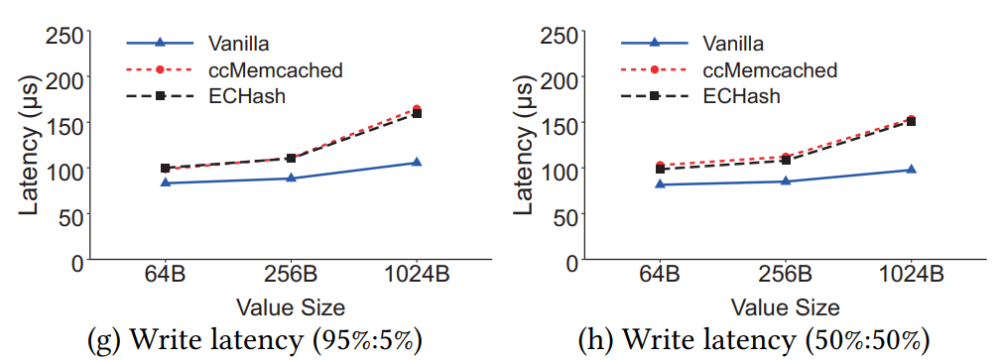 250
200
150
100
50
0
Latency (μs)
Vanilla
ccMemcached
ECHash
64B 256B 1024B
Value Size
(g) Write latency (95%:5%)
250
200
150
100
50
0
Latency (μs)
Vanilla
ccMemcached
ECHash
64B 256B 1024B
Value Size
(h) Write latency (50%:50%)